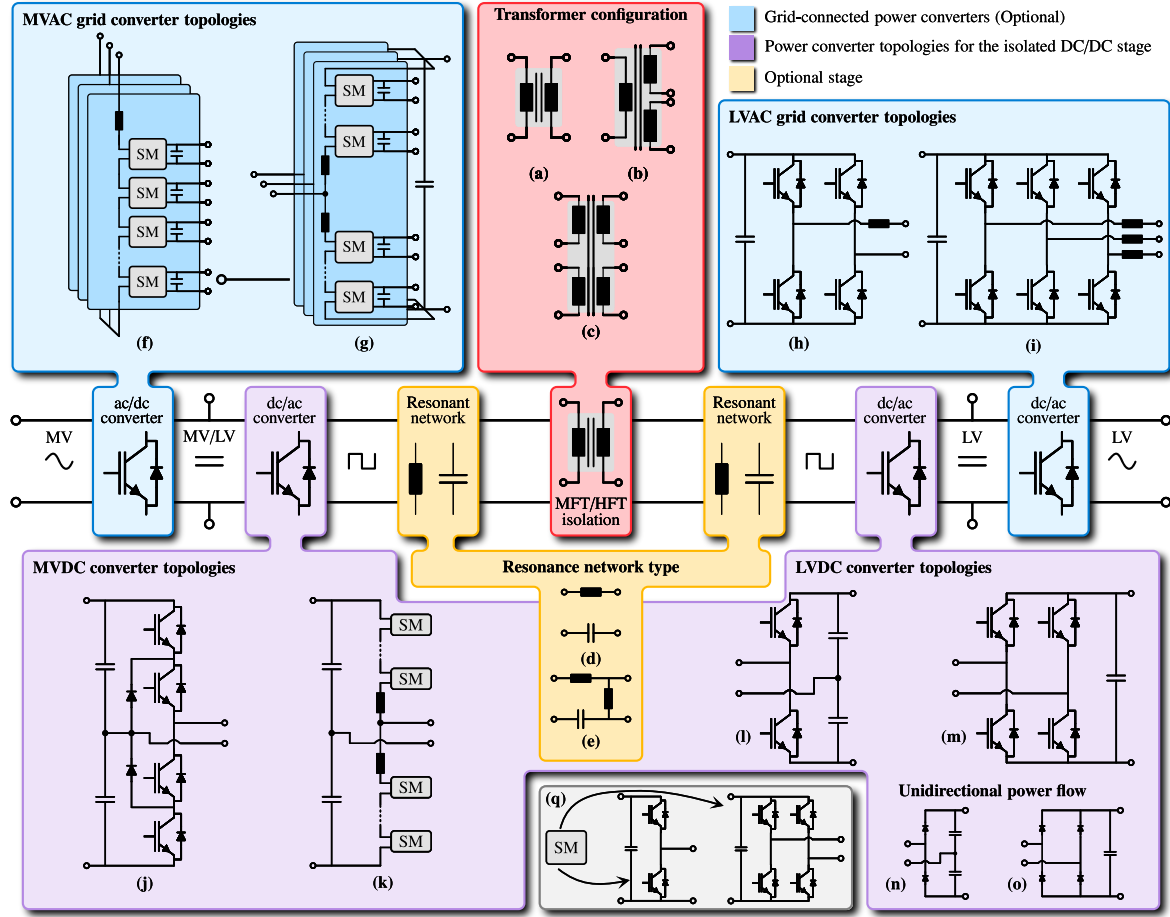 MVAC grid converter topologies
SM
SM
SM
SM
(f)
SM
SM
SM
SM
(g)
Transformer configuration
(a)
(b)
(c)
Grid-connected power converters (Optional)
Power converter topologies for the isolated DC/DC stage
Optional stage
LVAC grid converter topologies
(h)
(i)
MV
ac/dc
converter
MV/LV
dc/ac
converter
Resonant
network
MFT/HFT
isolation
Resonant
network
dc/ac
converter
LV
dc/ac
converter
LV
MVDC converter topologies
(j)
SM
SM
SM
SM
(k)
Resonance network type
(d)
(e)
LVDC converter topologies
(l)
(m)
Unidirectional power flow
(n)
(o)
(q)
SM